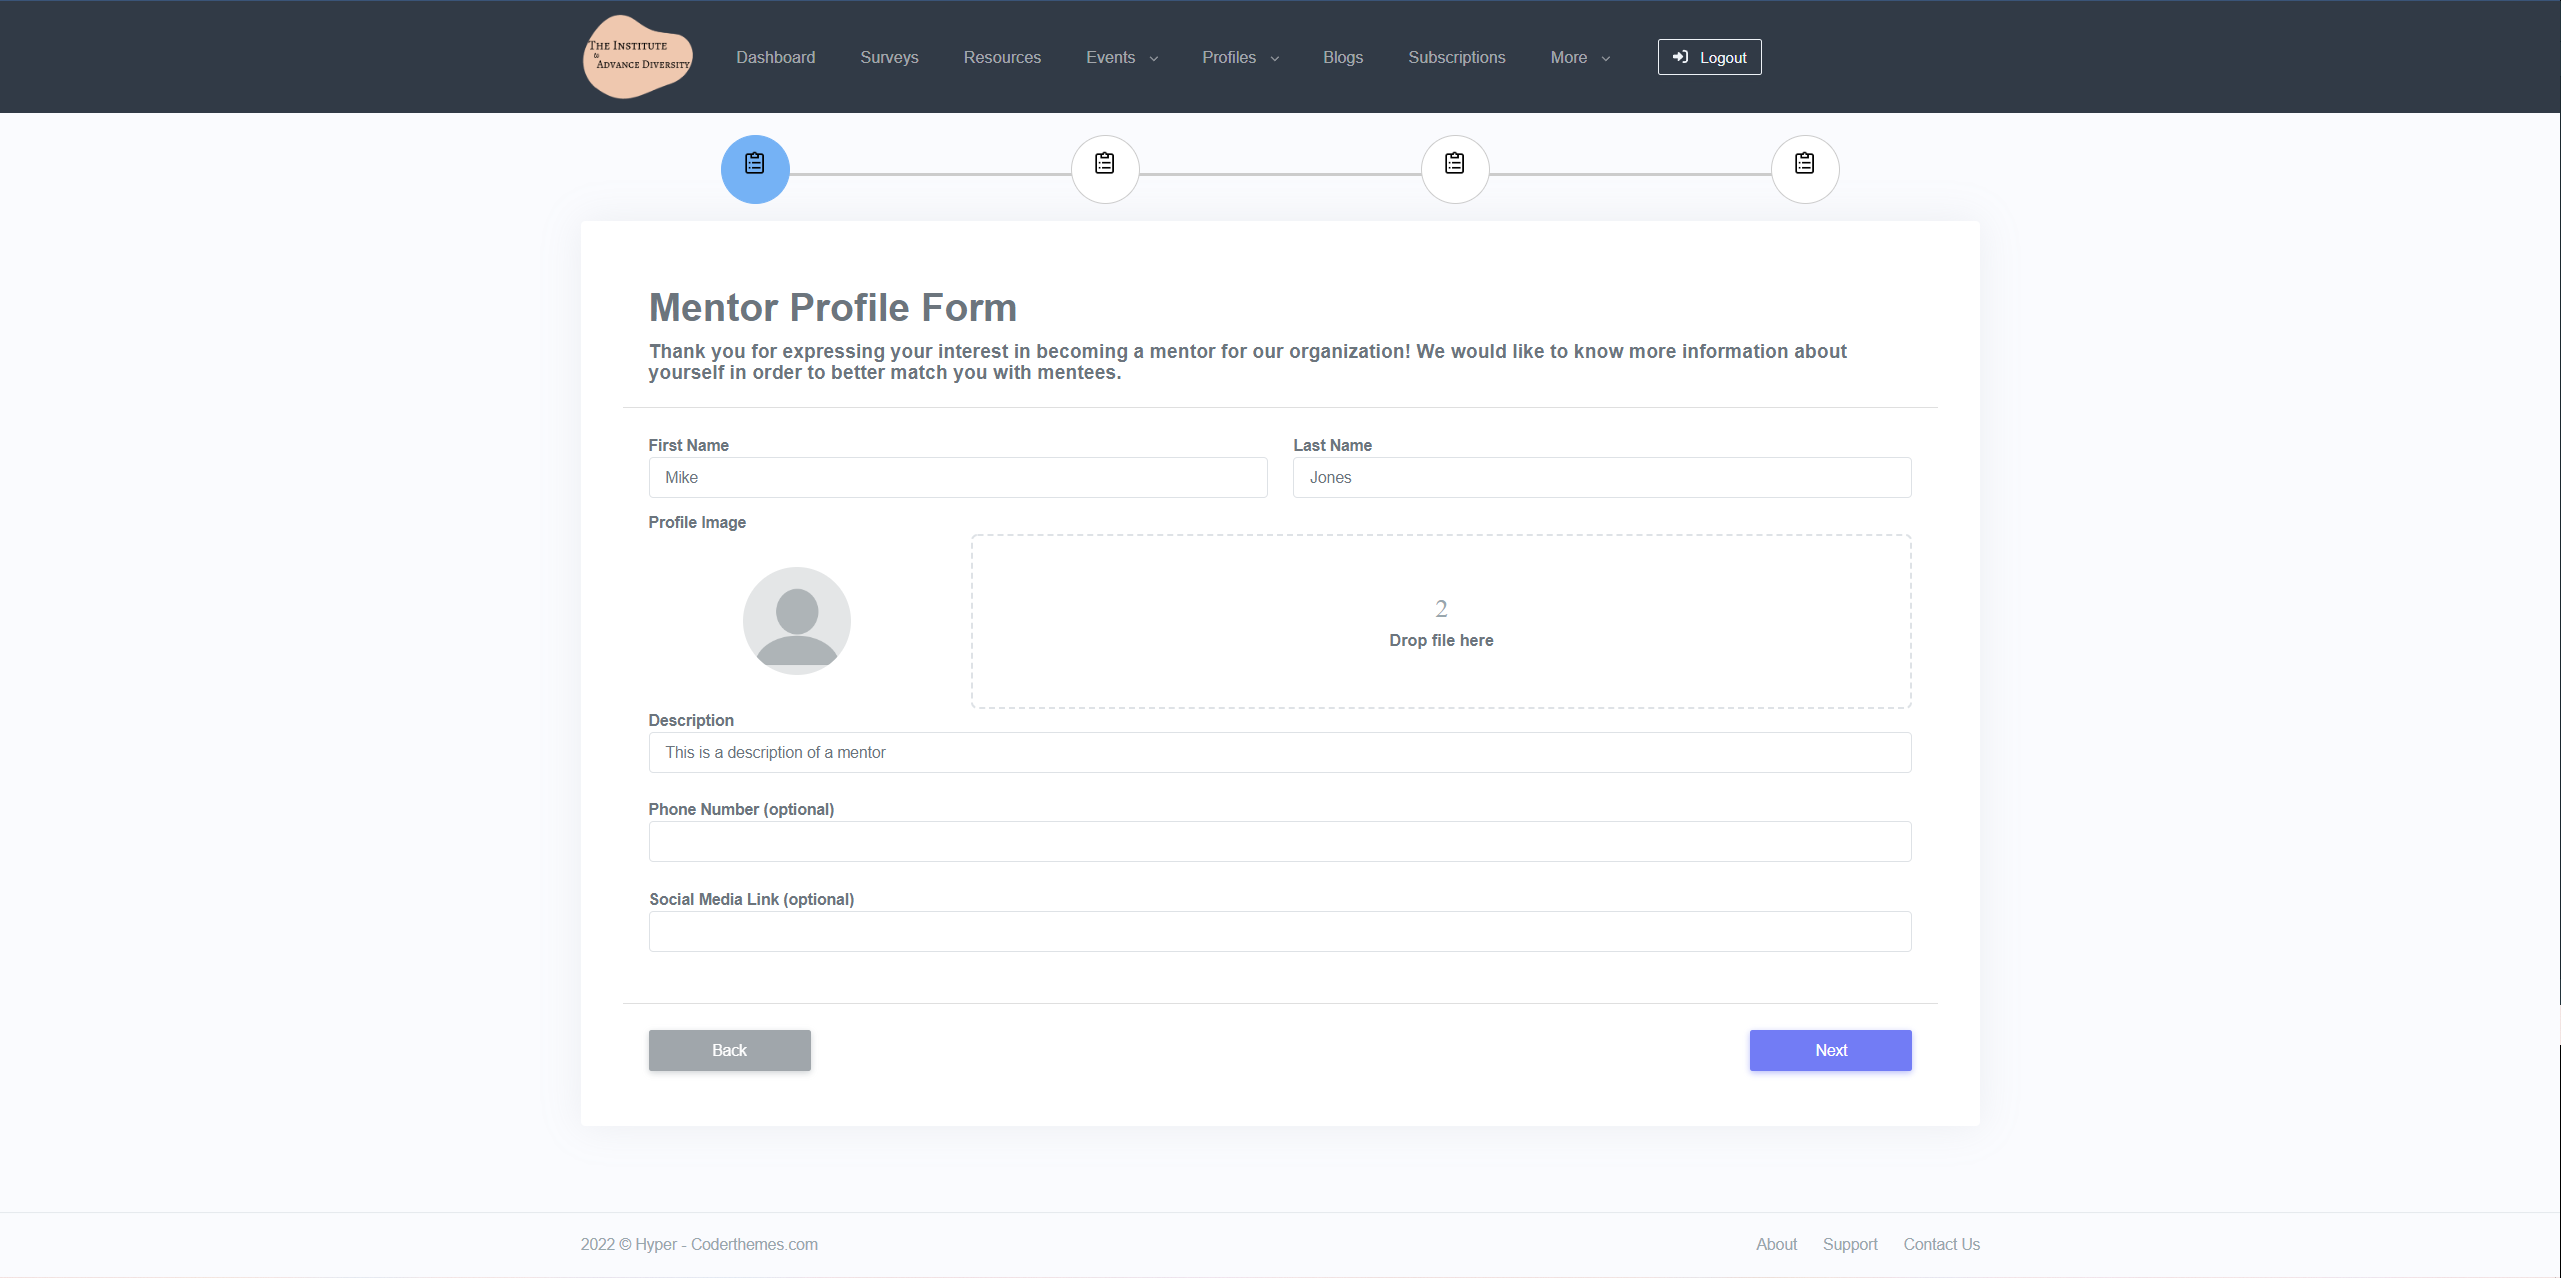 The Institute
to
Advance Diversity
Dashboard Surveys Resources Events Profiles Blogs Subscriptions More Logout
Mentor Profile Form
Thank you for expressing your interest in becoming a mentor for our organization! We would like to know more information about
yourself in order to better match you with mentees.
First Name Last Name
Mike Jones
Profile Image
2
Drop file here
Description
This is a description of a mentor
Phone Number (optional)
Social Media Link (optional)
Back Next
2022 © Hyper - Coderthemes.com About Support Contact Us